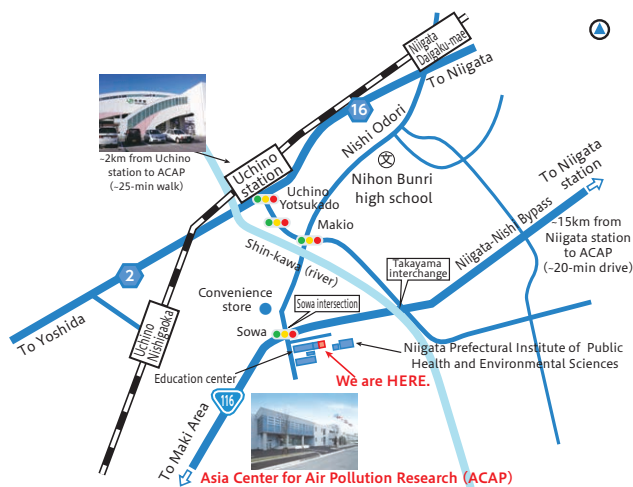 Niigata
Daigaku-mae
To Niigata
16
Nishi Odori
~2km from Uchino
station to ACAP
(~25-min walk)
Uchino
station
文
Nihon Bunri
high school
To Niigata
station
Uchino
Yotsukado
Makio
Niigata-Nishi Bypass
~15km from
Niigata station
to ACAP
(~20-min drive)
Shin-kawa (river)
Takayama
interchange
2
Convenience
store
Sowa intersection
Sowa
To Yoshida
Uchino
Nishigaoka
Niigata Prefectural Institute of Public
Health and Environmental Sciences
Education center
We are HERE.
116
To Maki Area
Asia Center for Air Pollution Research (ACAP)